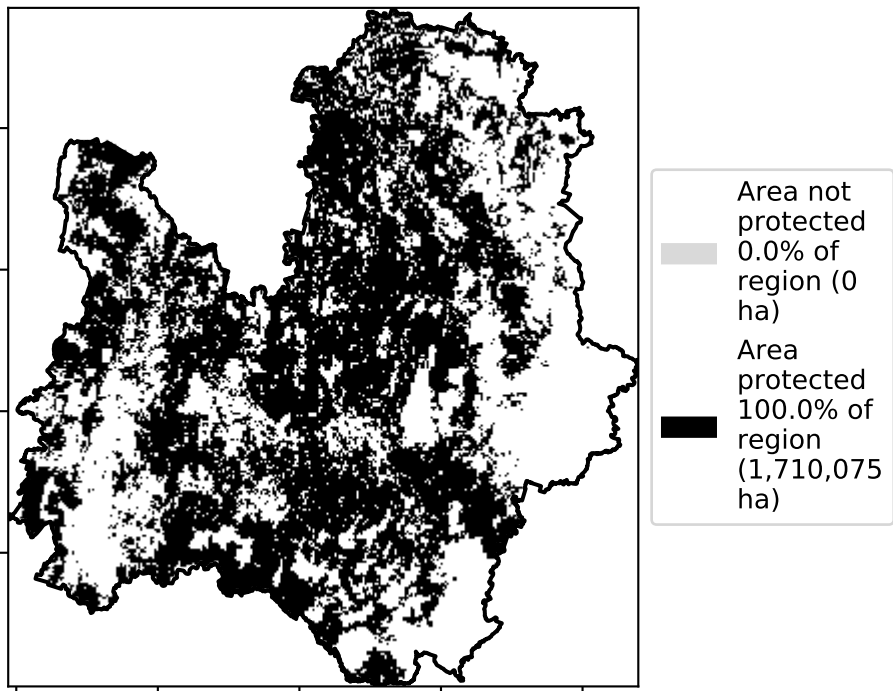 Area not
protected
0.0% of
region (0
ha)
Area
protected
100.0% of
region
(1,710,075
ha)